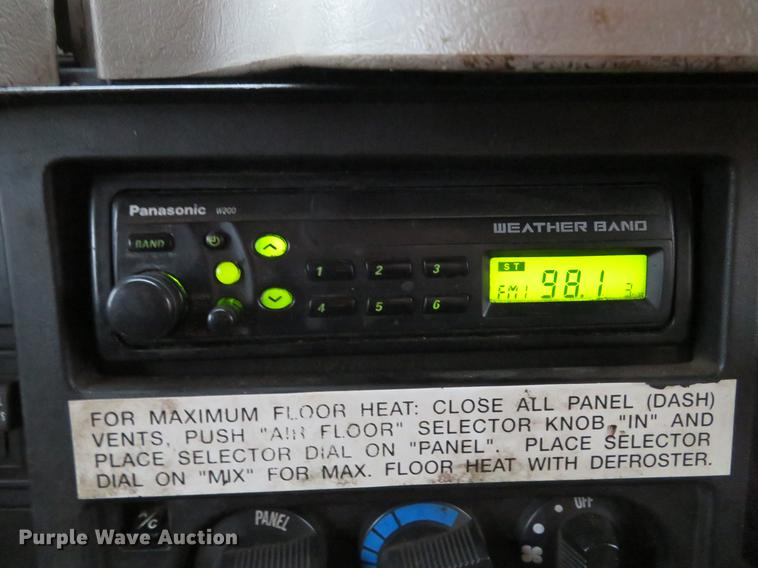 Panasonic W200
WEATHER BAND
BAND
1 2 3
4 5 6
ST
FM1 98.1 3
FOR MAXIMUM FLOOR HEAT: CLOSE ALL PANEL (DASH)
VENTS, PUSH "AIR FLOOR" SELECTOR KNOB "IN" AND
PLACE SELECTOR DIAL ON "PANEL". PLACE SELECTOR
DIAL ON "MIX" FOR MAX. FLOOR HEAT WITH DEFROSTER.
A/C
PANEL
OFF
Purple Wave Auction